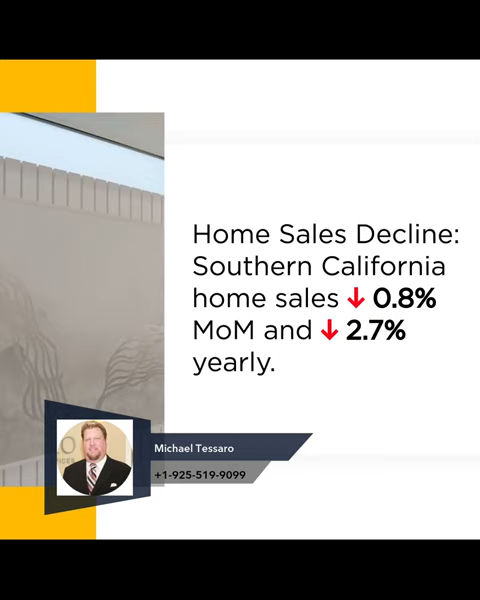 Home Sales Decline:
Southern California
home sales ↓ 0.8%
MoM and ↓ 2.7%
yearly.
Michael Tessaro
+1-925-519-9099